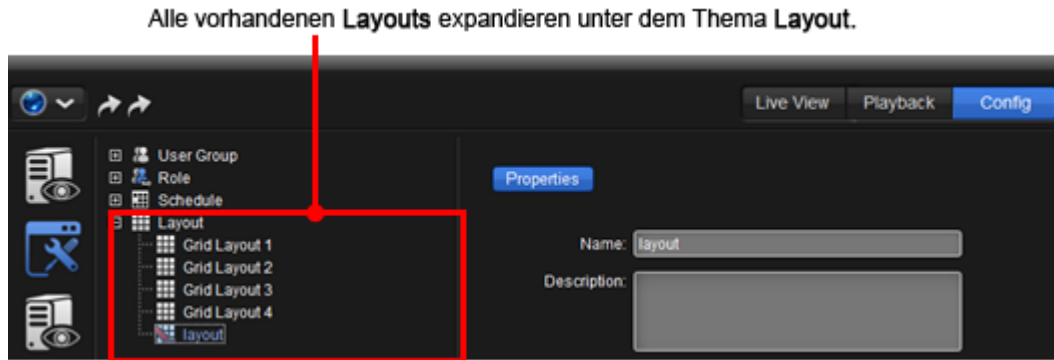 Alle vorhandenen Layouts expandieren unter dem Thema Layout.
Live View Playback Config
User Group
Role
Schedule
Layout
Grid Layout 1
Grid Layout 2
Grid Layout 3
Grid Layout 4
layout
Properties
Name: layout
Description: